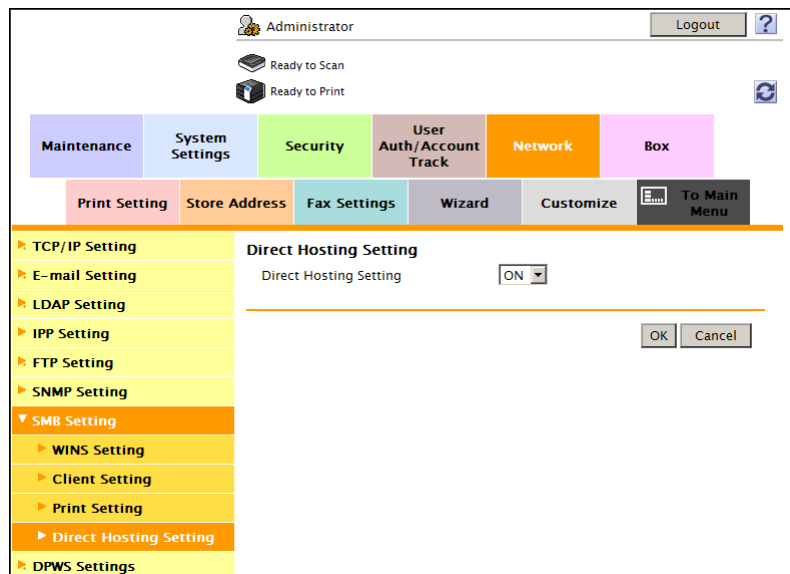 Administrator
Logout
?
Ready to Scan
Ready to Print
Maintenance
System
Settings
Security
User
Auth/Account
Track
Network
Box
Print Setting
Store Address
Fax Settings
Wizard
Customize
To Main
Menu
TCP/IP Setting
E-mail Setting
LDAP Setting
IPP Setting
FTP Setting
SNMP Setting
SMB Setting
WINS Setting
Client Setting
Print Setting
Direct Hosting Setting
DPWS Settings
Direct Hosting Setting
Direct Hosting Setting
ON
OK
Cancel